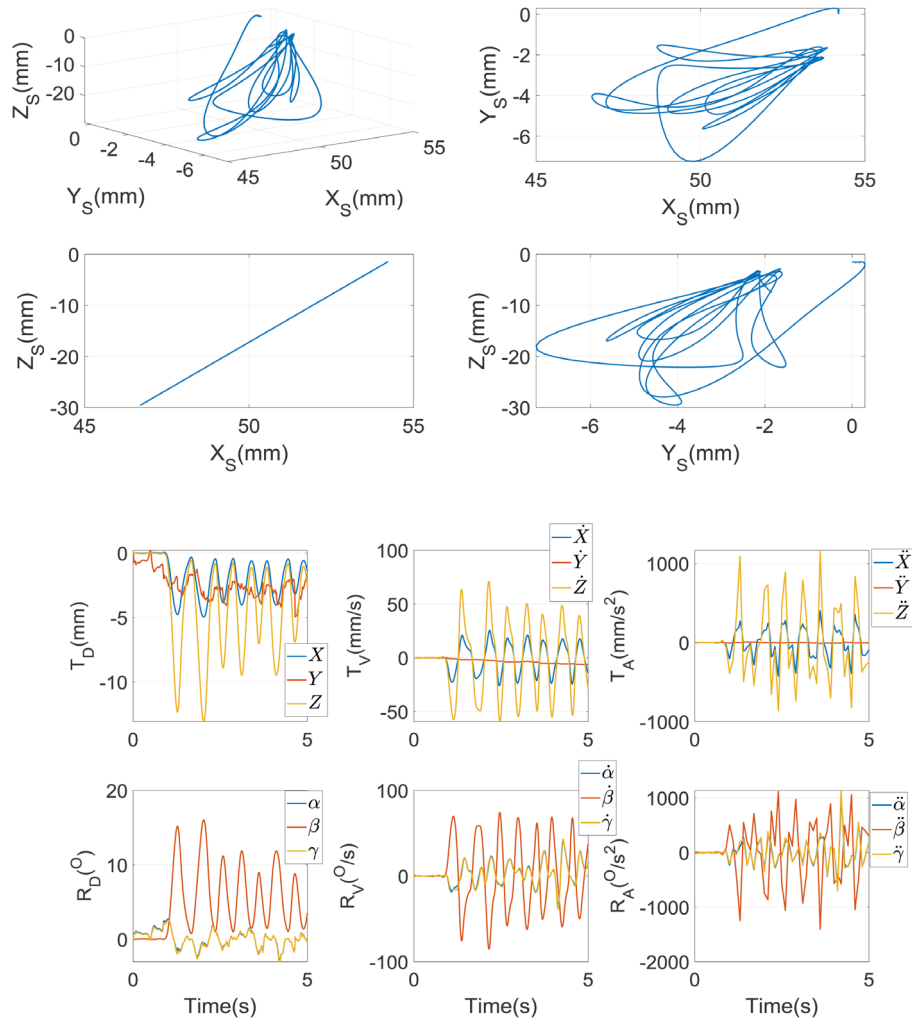 0
-10
-20
Z_S(mm)
0
-2
-4
-6
45
50
55
Y_S(mm)
X_S(mm)
0
-2
-4
-6
Y_S(mm)
45
50
55
X_S(mm)
0
-10
-20
-30
Z_S(mm)
45
50
55
X_S(mm)
0
-10
-20
-30
Z_S(mm)
-6
-4
-2
0
Y_S(mm)
0
-5
-10
T_D(mm)
0
5
X
Y
Z
100
50
0
-50
T_V(mm/s)
0
5
Ẋ
Ẏ
Ż
1000
0
-1000
T_A(mm/s²)
0
5
Ẍ
Ÿ
Z̈
20
10
0
R_D(^O)
0
5
Time(s)
α
β
γ
100
0
-100
R_V(^O/s)
0
5
Time(s)
α̇
β̇
γ̇
1000
0
-1000
-2000
R_A(^O/s²)
0
5
Time(s)
α̈
β̈
γ̈